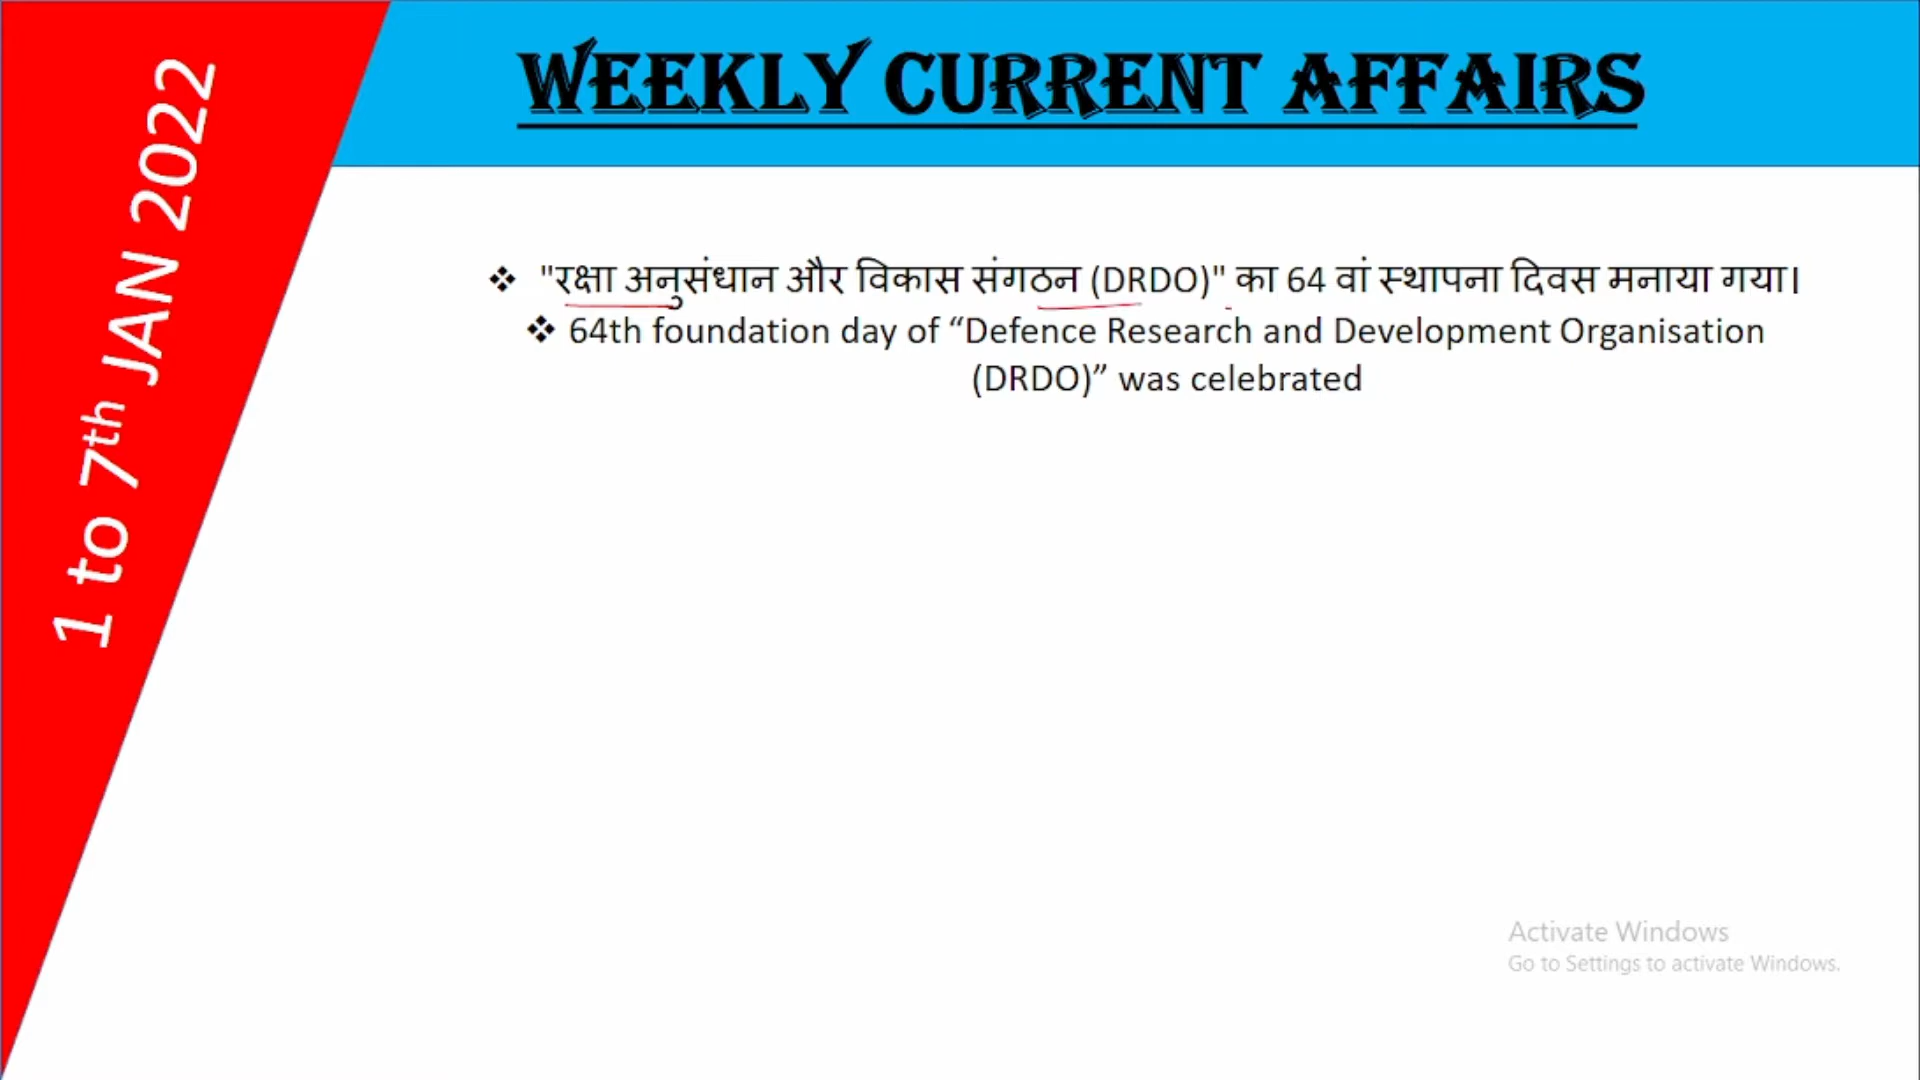 WEEKLY CURRENT AFFAIRS
1 to 7th JAN 2022
❖ "रक्षा अनुसंधान और विकास संगठन (DRDO)" का 64 वां स्थापना दिवस मनाया गया।
❖ 64th foundation day of “Defence Research and Development Organisation
(DRDO)” was celebrated
Activate Windows
Go to Settings to activate Windows.